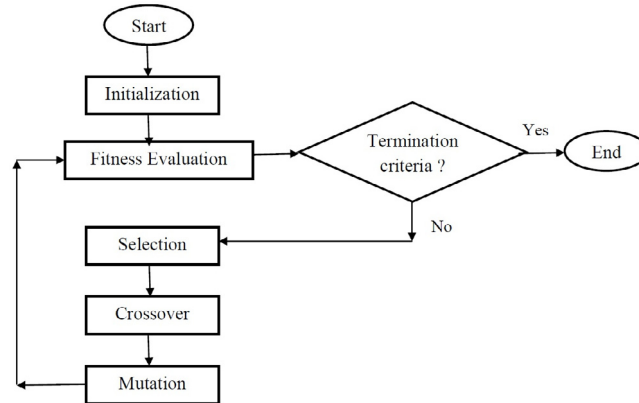 Start
Initialization
Fitness Evaluation
Termination
criteria ?
Yes
End
No
Selection
Crossover
Mutation